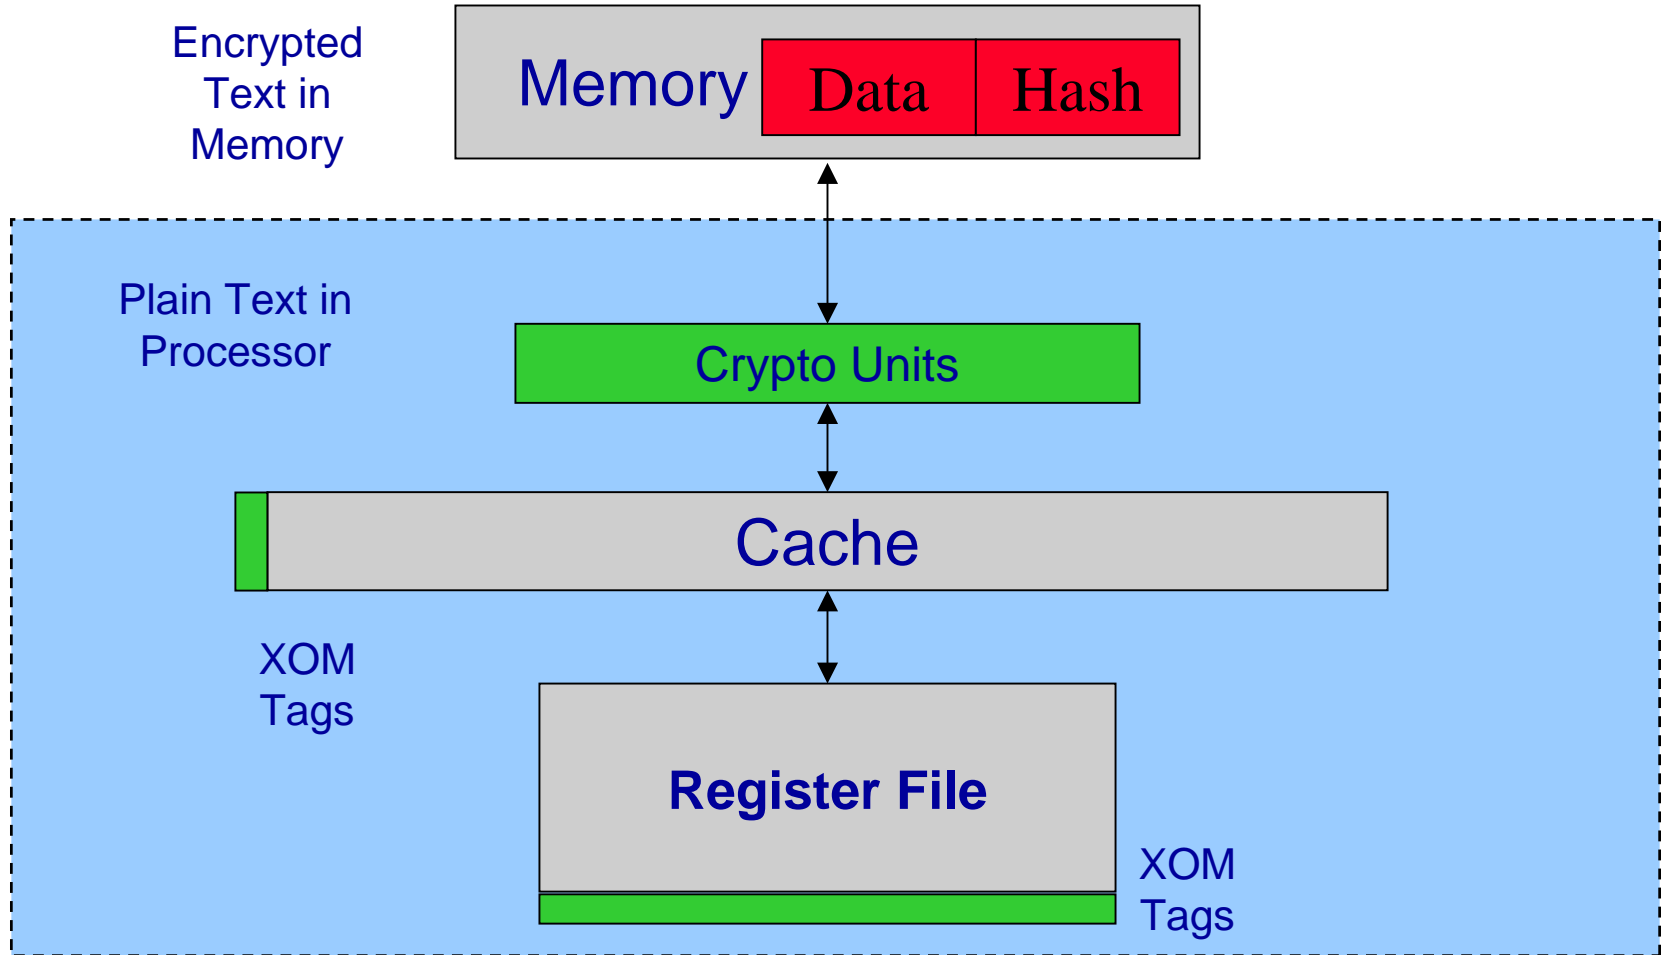 Encrypted
Text in
Memory
Memory
Data
Hash
Plain Text in
Processor
Crypto Units
Cache
XOM
Tags
Register File
XOM
Tags